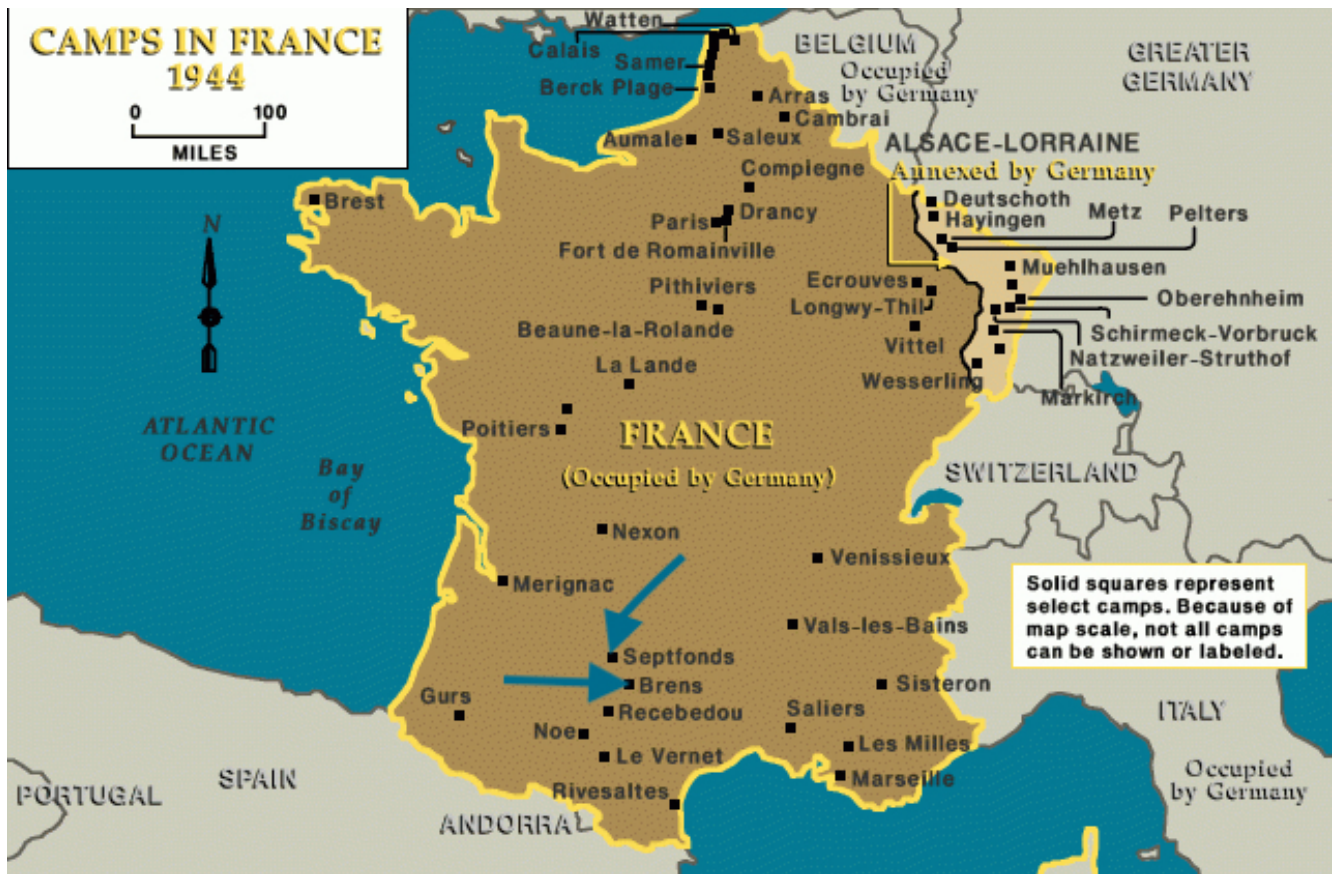 CAMPS IN FRANCE
1944
0 100
MILES
Watten
Calais
Samer
Berck Plage
BELGIUM
Occupied
by Germany
GREATER
GERMANY
Arras
Cambrai
Aumale
Saleux
ALSACE-LORRAINE
Annexed by Germany
Compiegne
Deutschoth
Hayingen
Metz
Pelters
Brest
Drancy
Paris
Fort de Romainville
N
Muehlhausen
Ecrouves
Longwy-Thil
Oberehnheim
Pithiviers
Beaune-la-Rolande
Schirmeck-Vorbruck
Vittel
Natzweiler-Struthof
La Lande
Wesserling
Markirch
ATLANTIC
OCEAN
Poitiers
FRANCE
(Occupied by Germany)
Bay
of
Biscay
SWITZERLAND
Nexon
Venissieux
Merignac
Solid squares represent
select camps. Because of
map scale, not all camps
can be shown or labeled.
Vals-les-Bains
Septfonds
Brens
Sisteron
Gurs
Recebedou
Saliers
ITALY
Noe
Le Vernet
Les Milles
Occupied
by Germany
Marseille
SPAIN
PORTUGAL
Rivesaltes
ANDORRA